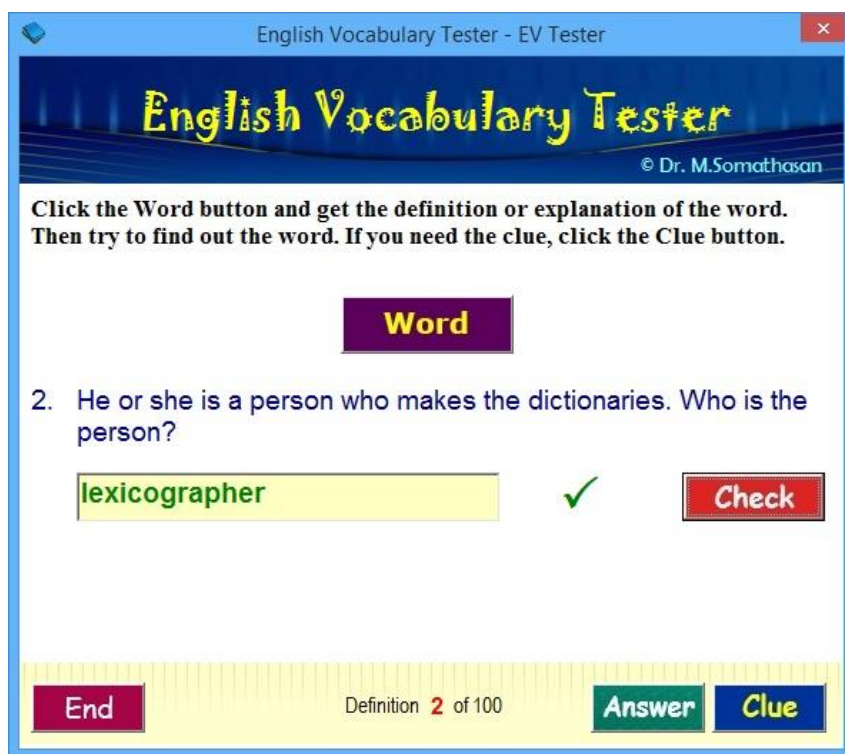 English Vocabulary Tester - EV Tester
English Vocabulary Tester
© Dr. M.Somathasan
Click the Word button and get the definition or explanation of the word.
Then try to find out the word. If you need the clue, click the Clue button.
Word
2. He or she is a person who makes the dictionaries. Who is the
person?
lexicographer ✓ Check
End Definition 2 of 100 Answer Clue